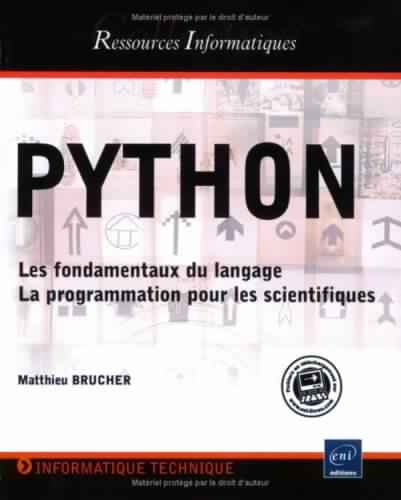 Matériel protégé par le droit d'auteur
Ressources Informatiques
PYTHON
Les fondamentaux du langage
La programmation pour les scientifiques
Matthieu BRUCHER
eni
éditions
INFORMATIQUE TECHNIQUE
Matériel protégé par le droit d'auteur